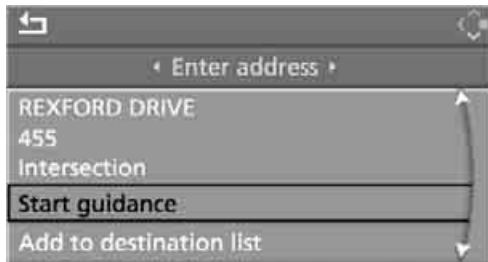 Enter address
REXFORD DRIVE
455
Intersection
Start guidance
Add to destination list